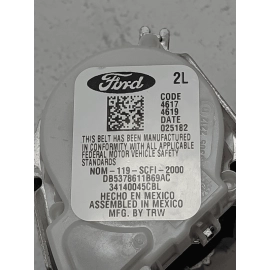 Ford
2L
CODE
4617
4619
DATE
025182
THIS BELT HAS BEEN MANUFACTURED
IN CONFORMITY WITH ALL APPLICABLE
FEDERAL MOTOR VEHICLE SAFETY
STANDARDS
NOM-119-SCFI-2000
DB5378611B69AC
34140045CBL
HECHO EN MEXICO
ASSEMBLED IN MEXICO
MFG. BY TRW